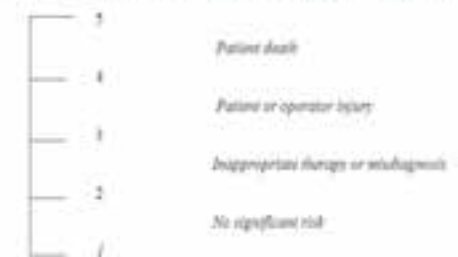 5
Patient death
4
Patient or operator injury
3
Inappropriate therapy or misdiagnosis
2
No significant risk
1